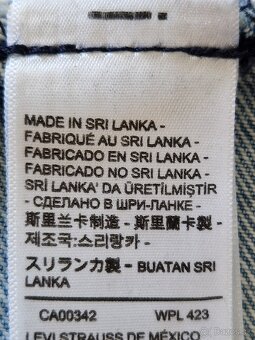 MADE IN SRI LANKA -
FABRIQUÉ AU SRI LANKA -
FABRICADO EN SRI LANKA -
FABRICADO NO SRI LANKA -
SRİ LANKA' DA ÜRETİLMİŞTİR
- СДЕЛАНО В ШРИ-ЛАНКЕ -
斯里兰卡制造 - 斯里蘭卡製 -
제조국:스리랑카 -
スリランカ製 - BUATAN SRI
LANKA
CA00342 WPL 423
LEVI STRAUSS DE MÉXICO